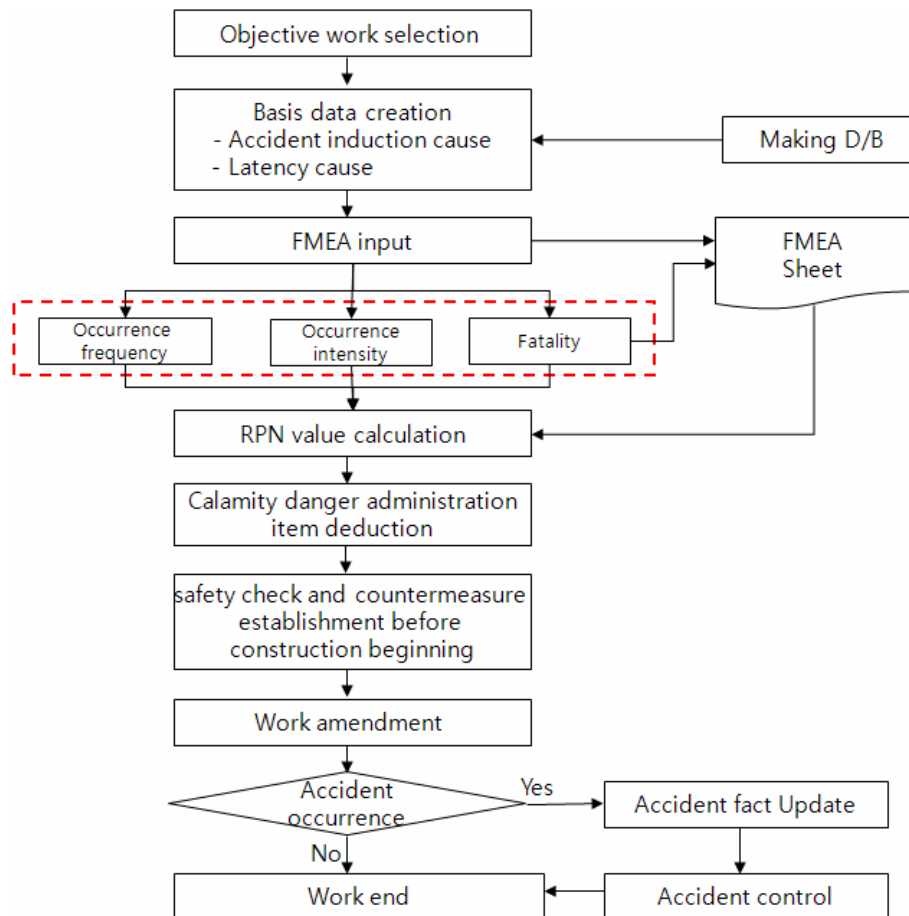 Objective work selection
Basis data creation
- Accident induction cause
- Latency cause
Making D/B
FMEA input
FMEA
Sheet
Occurrence
frequency
Occurrence
intensity
Fatality
RPN value calculation
Calamity danger administration
item deduction
safety check and countermeasure
establishment before
construction beginning
Work amendment
Accident
occurrence
Yes
Accident fact Update
No
Work end
Accident control